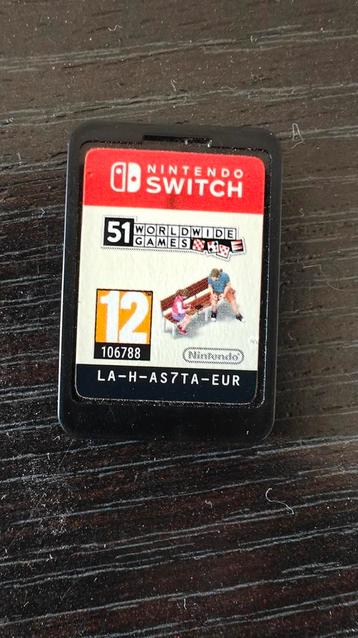 NINTENDO
SWITCH
51 WORLDWIDE
GAMES
12
106788
Nintendo
LA-H-AS7TA-EUR